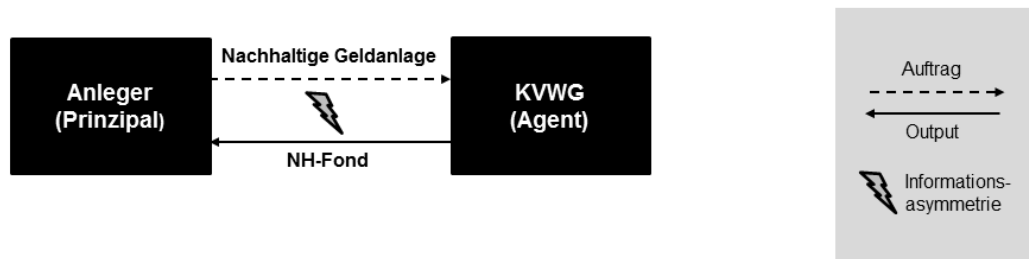 Nachhaltige Geldanlage
Anleger
(Prinzipal)
KVWG
(Agent)
NH-Fond
Auftrag
Output
Informations-
asymmetrie